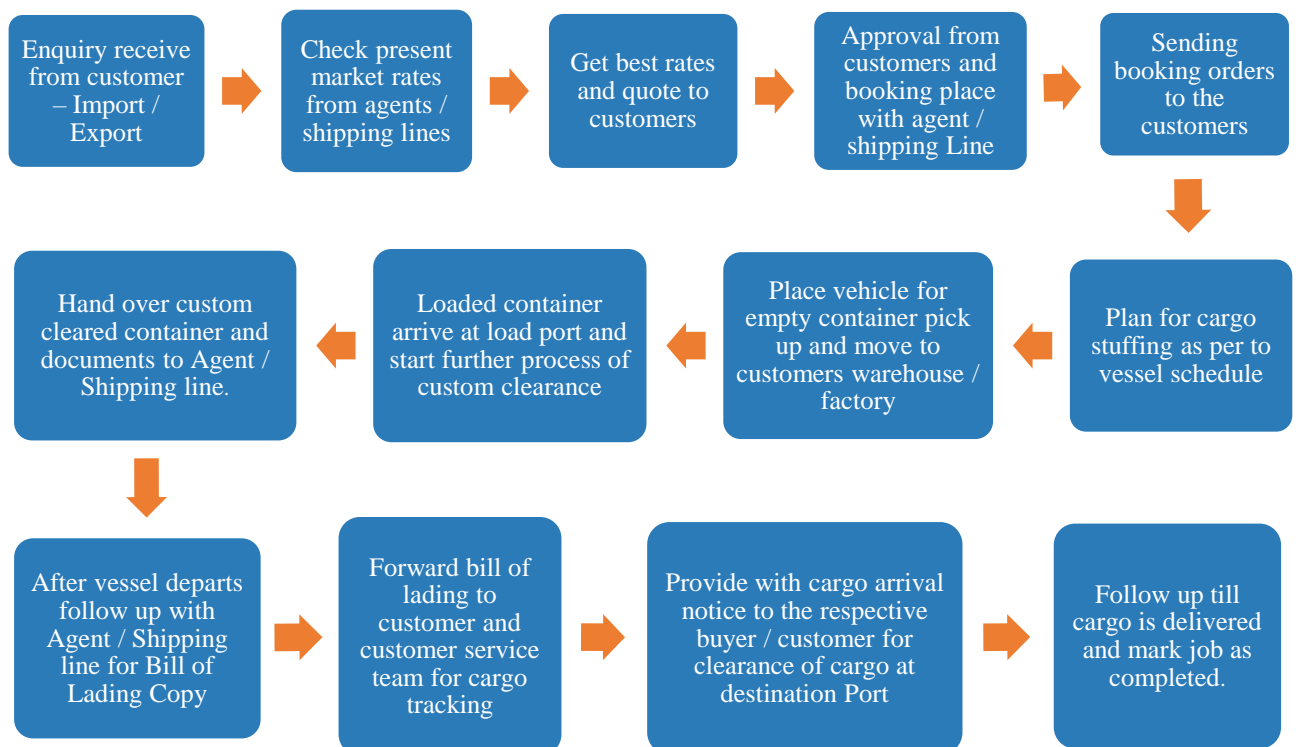 Enquiry receive
from customer
– Import /
Export
Check present
market rates
from agents /
shipping lines
Get best rates
and quote to
customers
Approval from
customers and
booking place
with agent /
shipping Line
Sending
booking orders
to the
customers
Plan for cargo
stuffing as per to
vessel schedule
Place vehicle for
empty container pick
up and move to
customers warehouse /
factory
Loaded container
arrive at load port and
start further process of
custom clearance
Hand over custom
cleared container and
documents to Agent /
Shipping line.
After vessel departs
follow up with
Agent / Shipping
line for Bill of
Lading Copy
Forward bill of
lading to
customer and
customer service
team for cargo
tracking
Provide with cargo arrival
notice to the respective
buyer / customer for
clearance of cargo at
destination Port
Follow up till
cargo is delivered
and mark job as
completed.